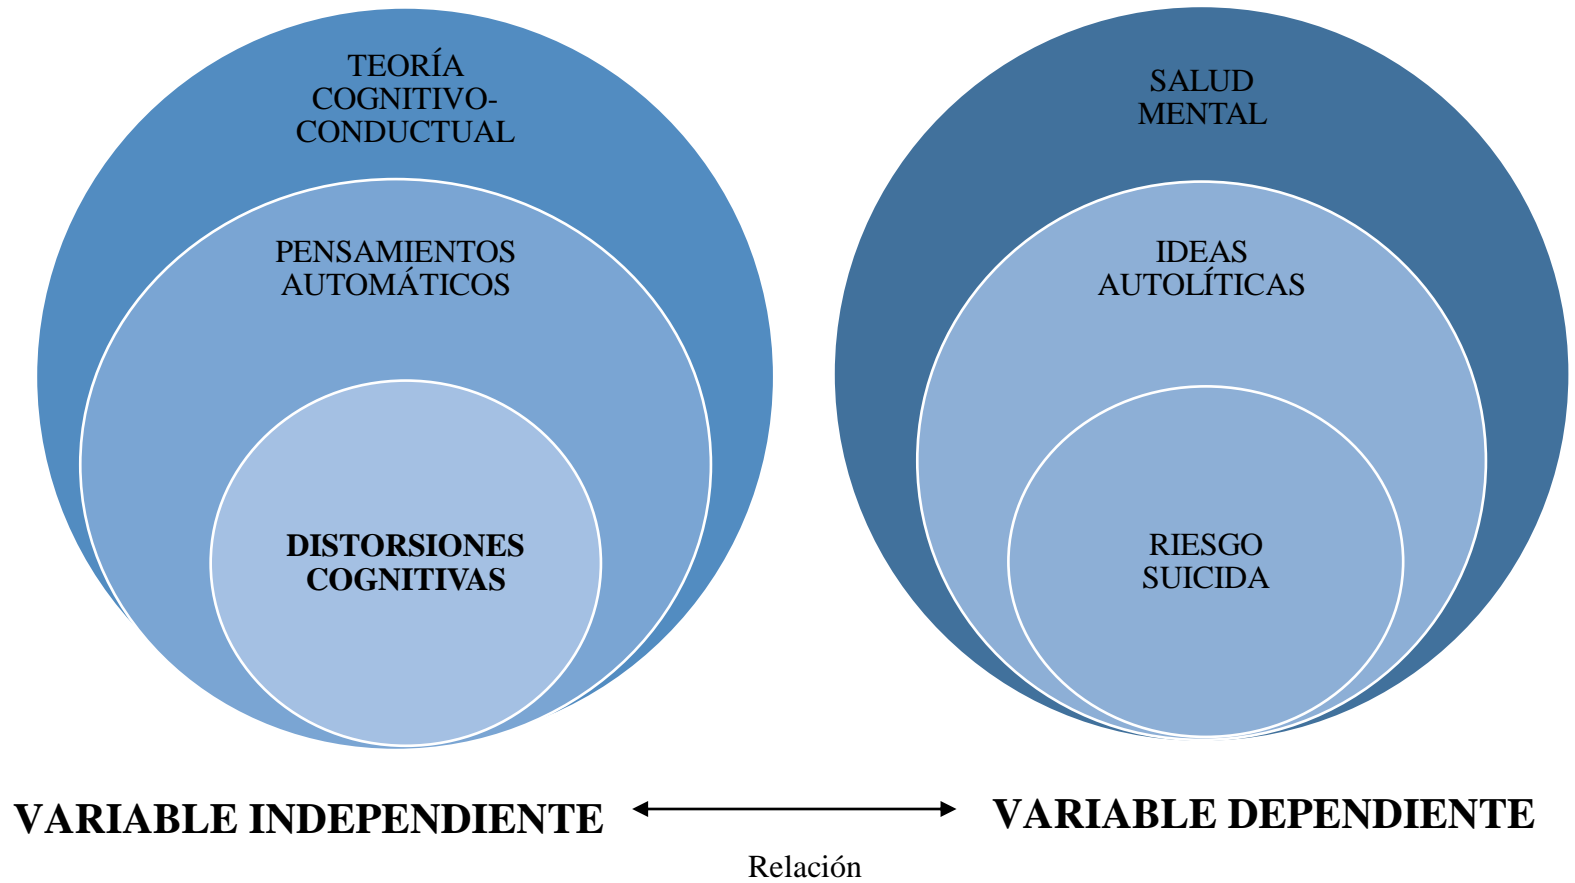 TEORÍA
COGNITIVO-
CONDUCTUAL
PENSAMIENTOS
AUTOMÁTICOS
DISTORSIONES
COGNITIVAS
SALUD
MENTAL
IDEAS
AUTOLÍTICAS
RIESGO
SUICIDA
VARIABLE INDEPENDIENTE
VARIABLE DEPENDIENTE
Relación